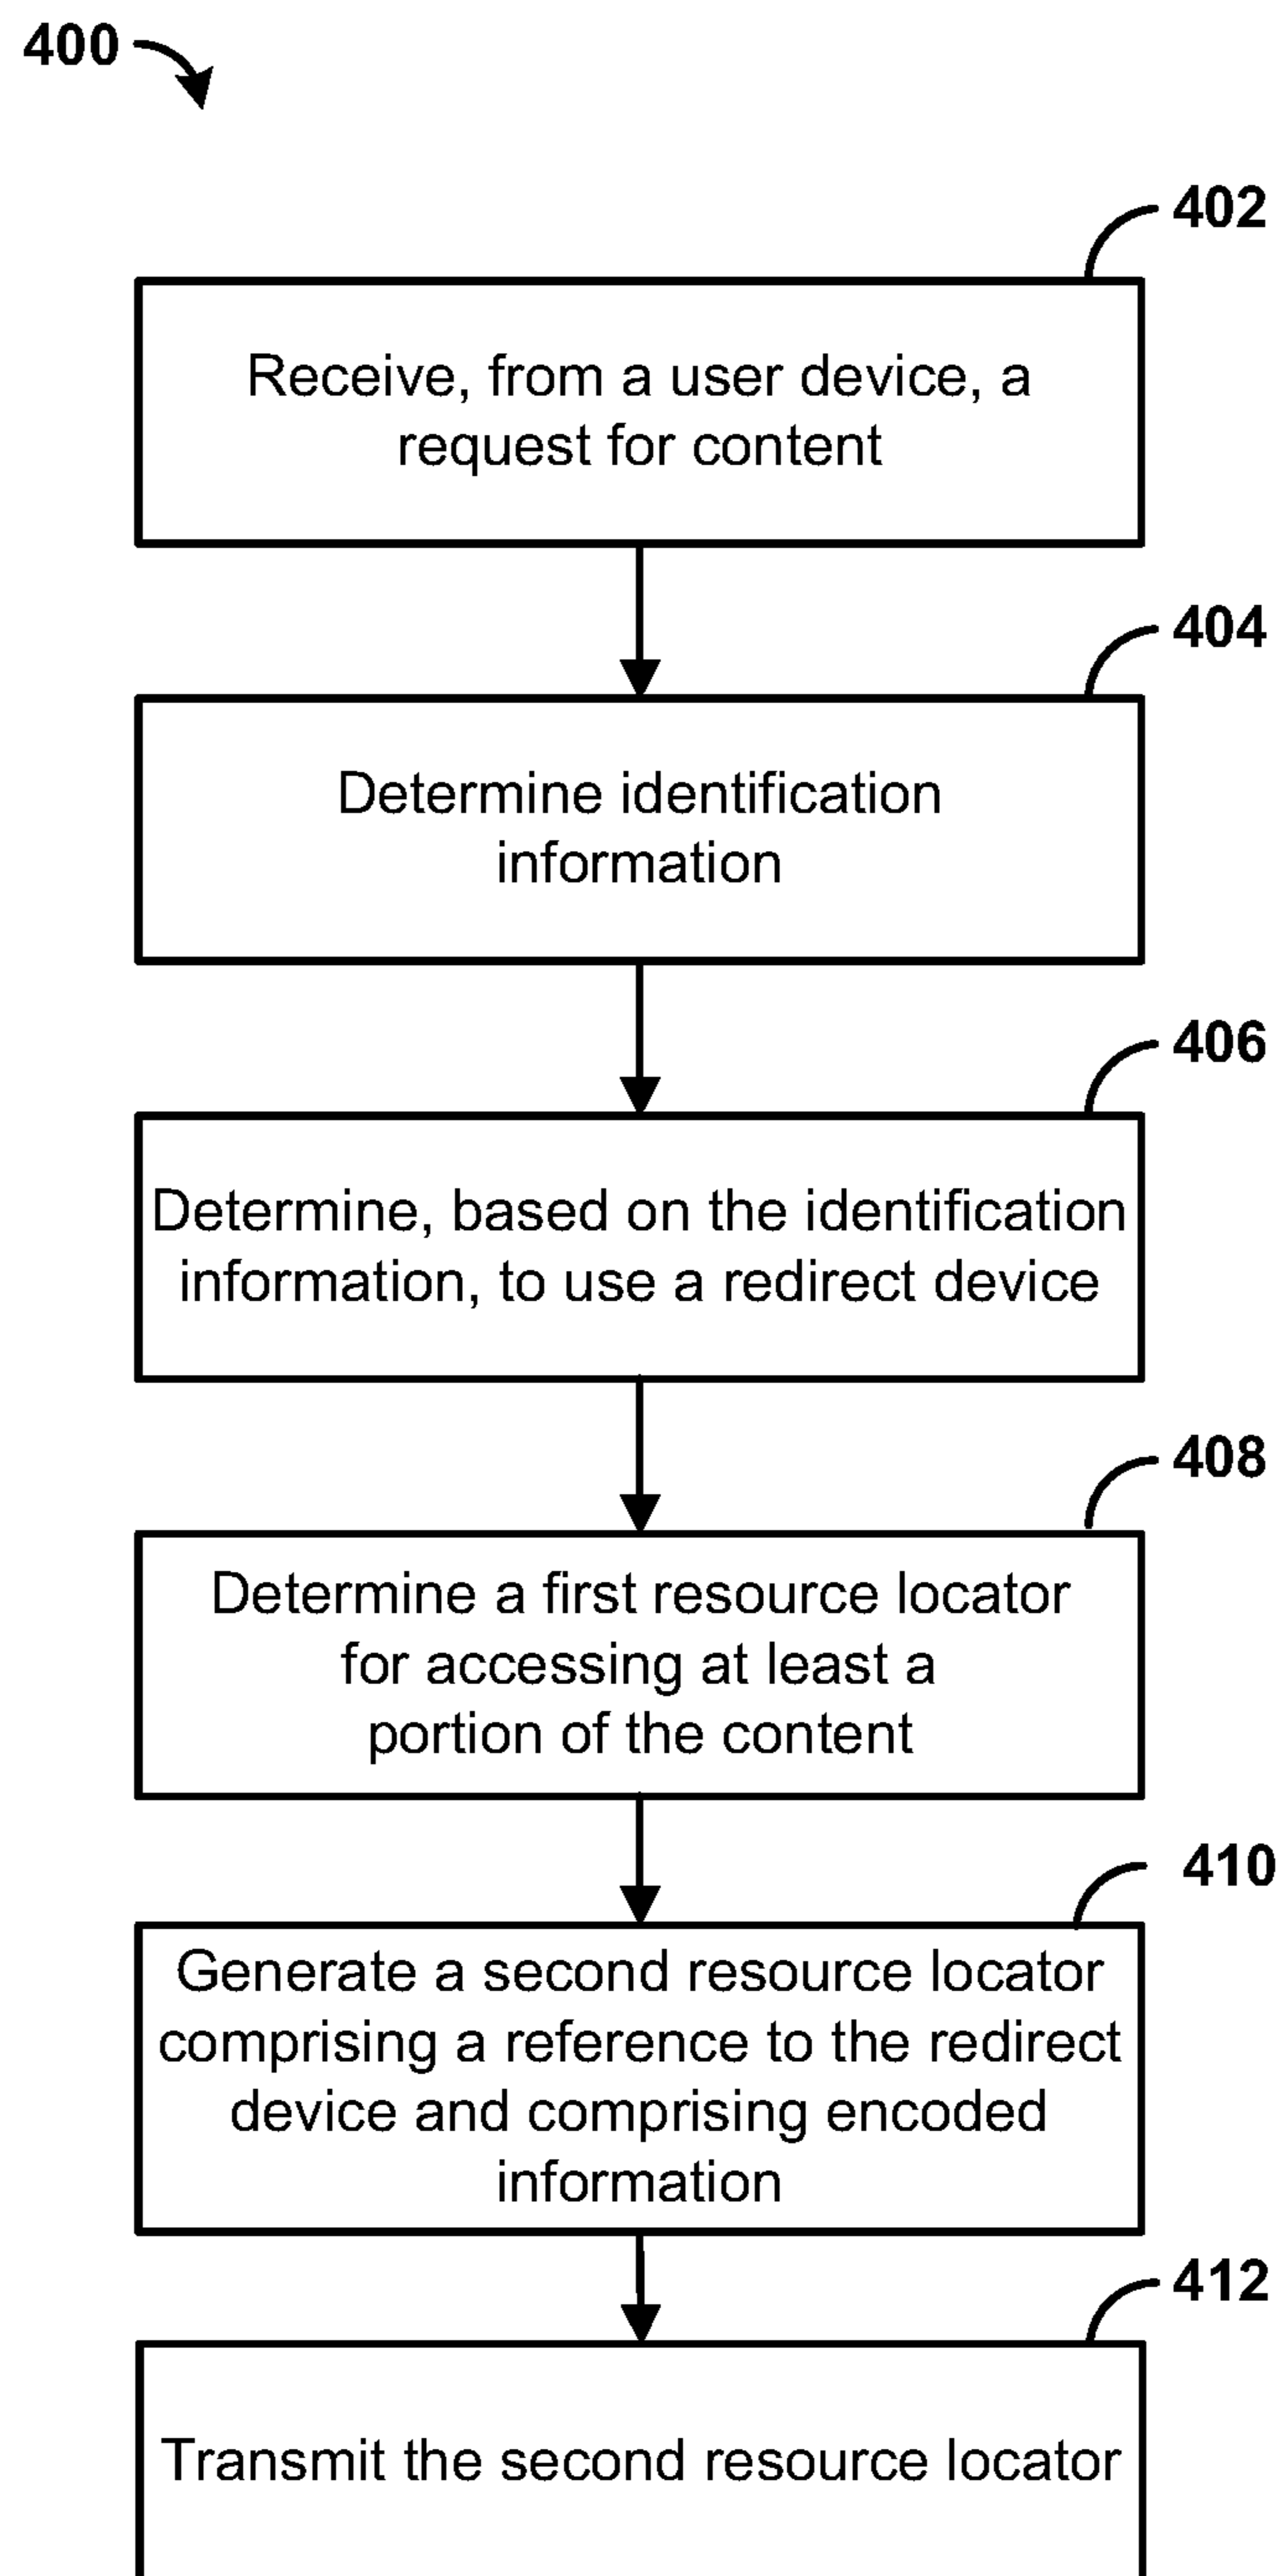 400
402
Receive, from a user device, a
request for content
404
Determine identification
information
406
Determine, based on the identification
information, to use a redirect device
408
Determine a first resource locator
for accessing at least a
portion of the content
410
Generate a second resource locator
comprising a reference to the redirect
device and comprising encoded
information
412
Transmit the second resource locator